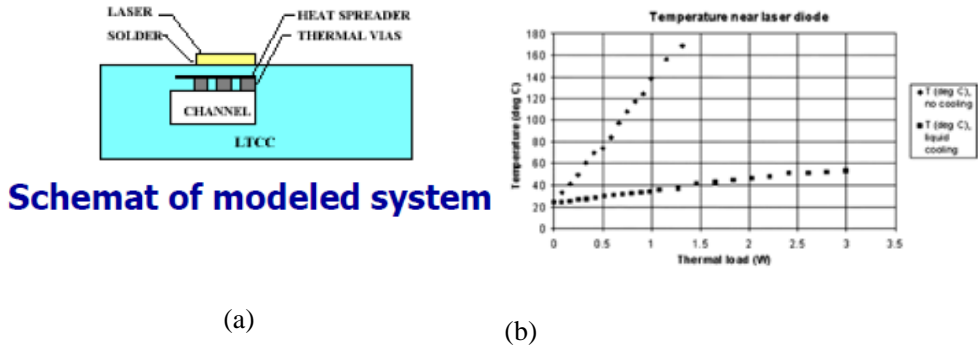 LASER
SOLDER
HEAT SPREADER
THERMAL VIAS
CHANNEL
LTCC
Schemat of modeled system
(a)
Temperature near laser diode
Temperature (deg C)
180
160
140
120
100
80
60
40
20
0
0
0.5
1
1.5
2
2.5
3
3.5
Thermal load (W)
T (deg C),
no cooling
T (deg C),
liquid
cooling
(b)